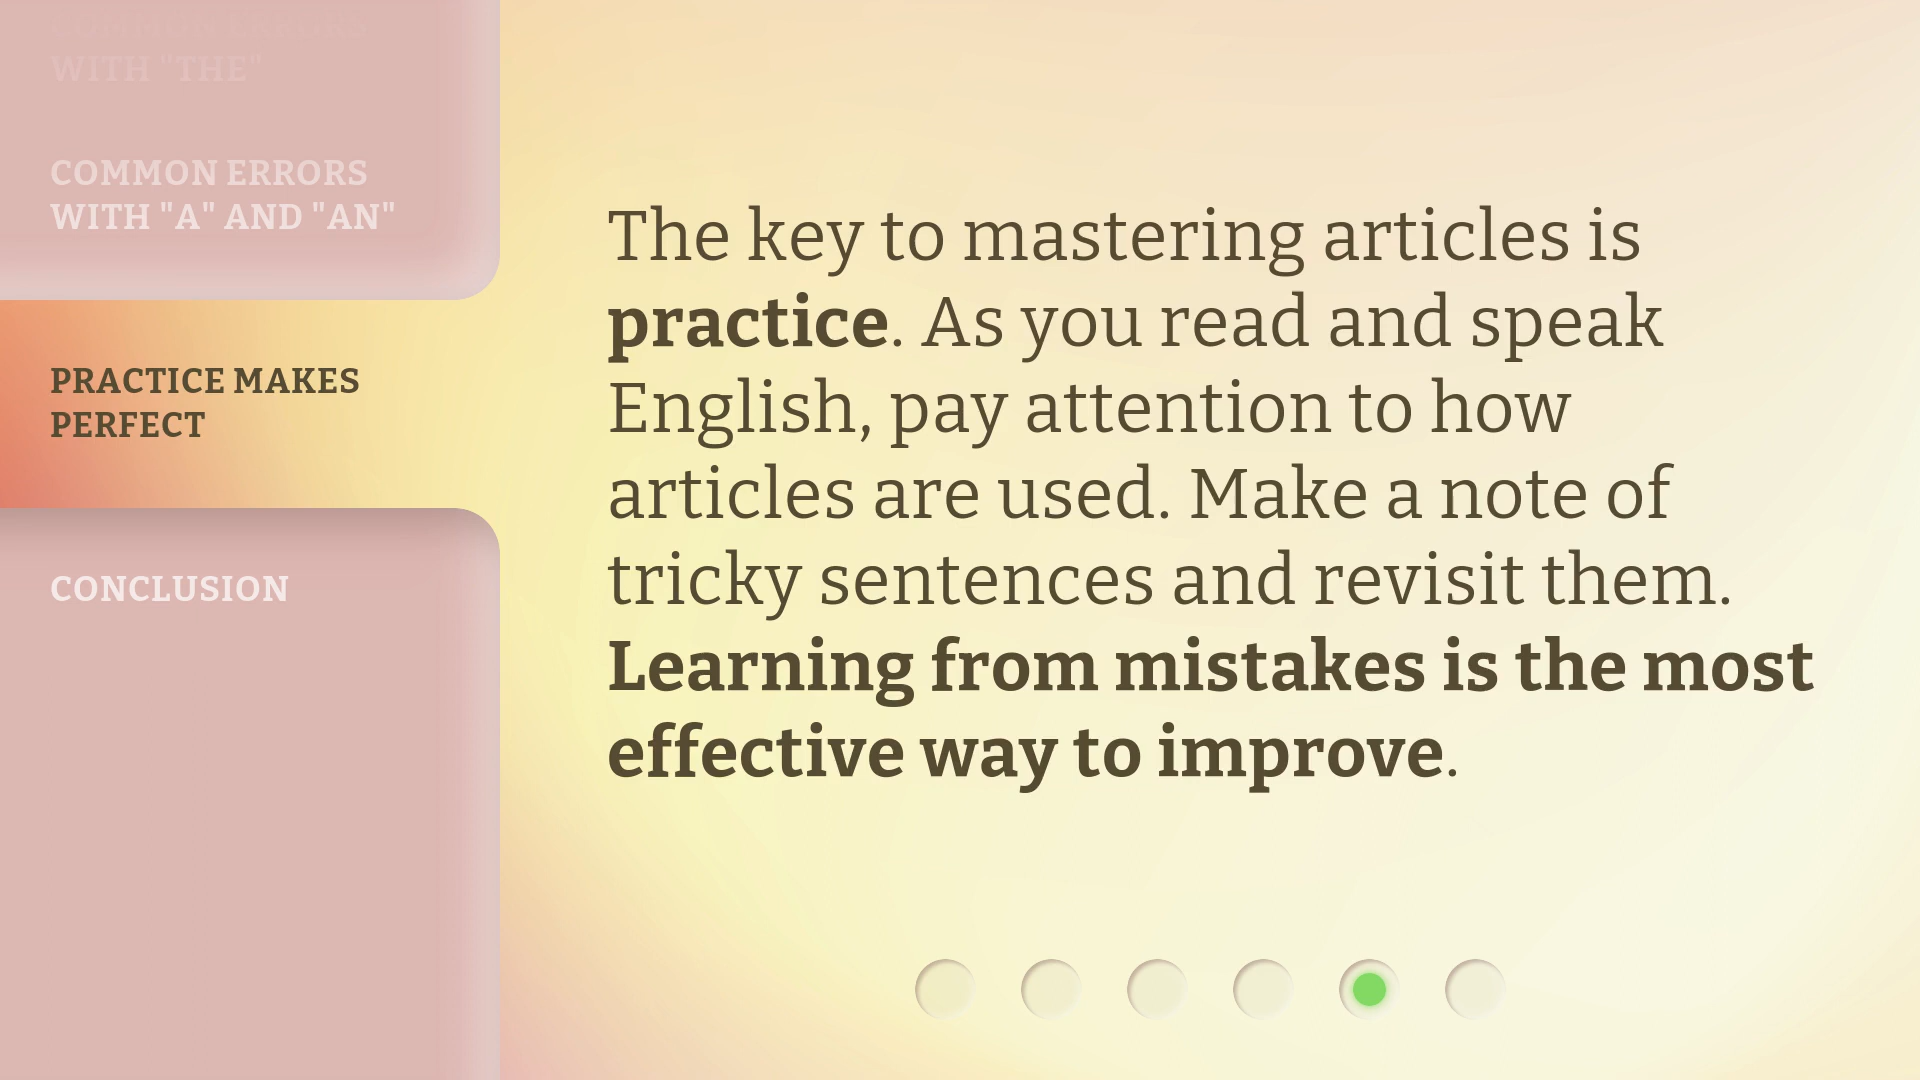 COMMON ERRORS
WITH "THE"
COMMON ERRORS
WITH "A" AND "AN"
PRACTICE MAKES
PERFECT
CONCLUSION
The key to mastering articles is
practice. As you read and speak
English, pay attention to how
articles are used. Make a note of
tricky sentences and revisit them.
Learning from mistakes is the most
effective way to improve.